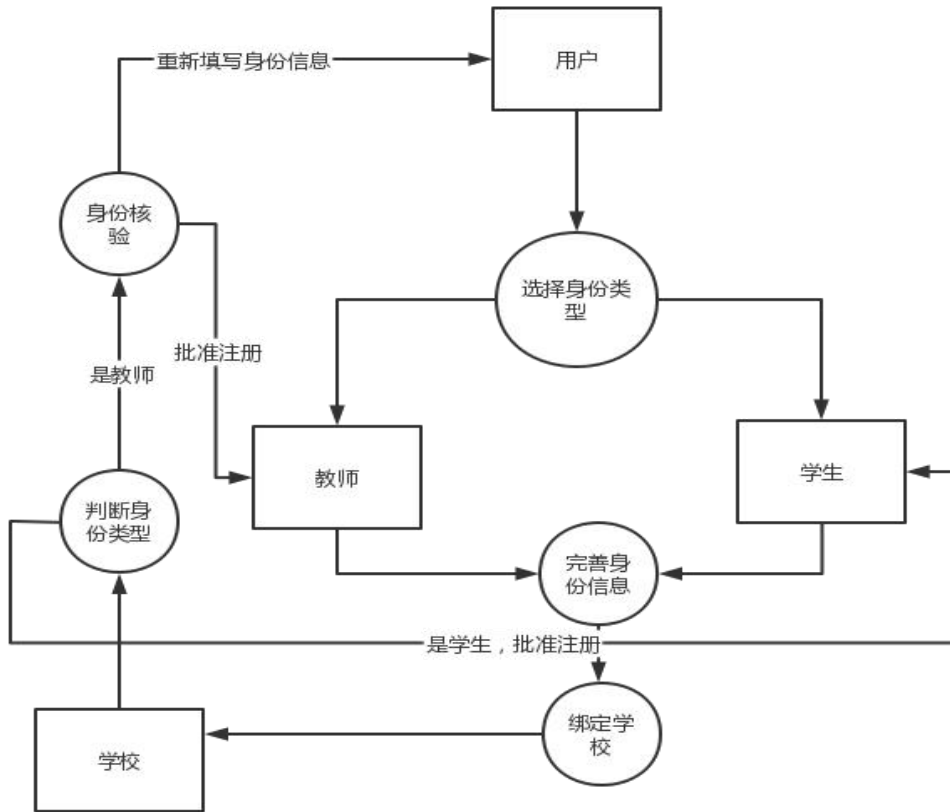 重新填写身份信息
用户
身份核
验
选择身份类
型
批准注册
是教师
教师
学生
判断身
份类型
完善身
份信息
是学生，批准注册
绑定学
校
学校